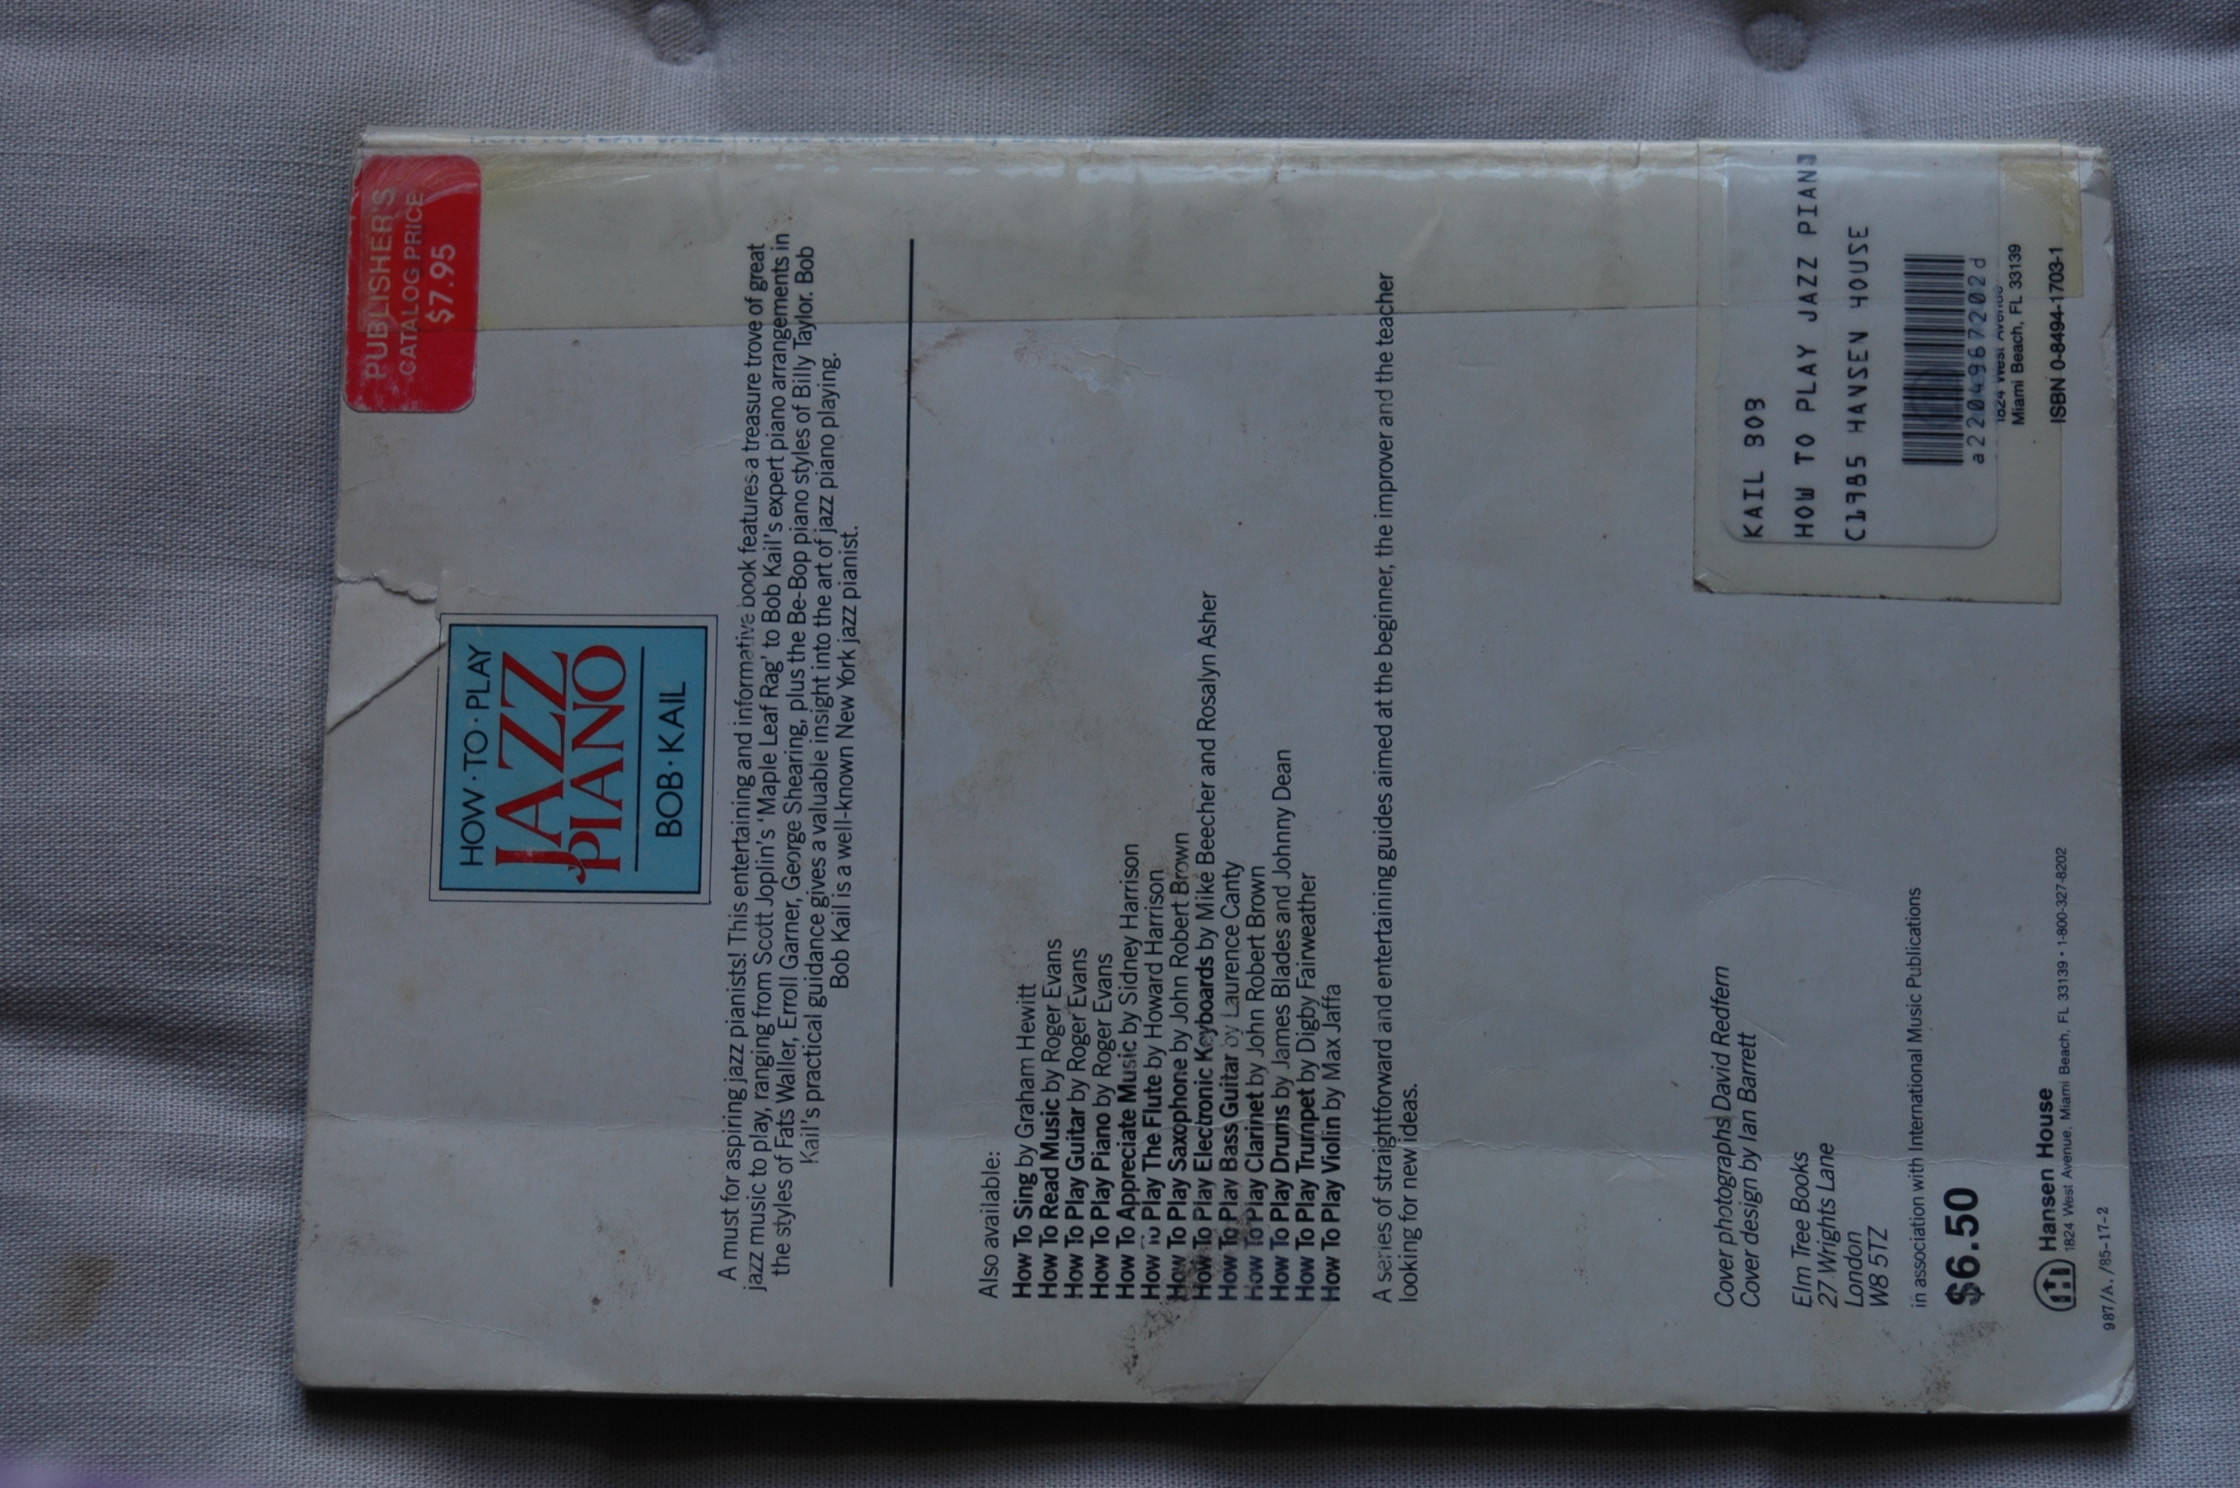 PUBLISHER'S
CATALOG PRICE
$7.95
HOW·TO·PLAY
JAZZ
PIANO
BOB·KAIL
A must for aspiring jazz pianists! This entertaining and informative book features a treasure trove of great
jazz music to play, ranging from Scott Joplin's 'Maple Leaf Rag' to Bob Kail's expert piano arrangements in
the styles of Fats Waller, Erroll Garner, George Shearing, plus the Be-Bop piano styles of Billy Taylor. Bob
Kail's practical guidance gives a valuable insight into the art of jazz piano playing.
Bob Kail is a well-known New York jazz pianist.
Also available:
How To Sing by Graham Hewitt
How To Read Music by Roger Evans
How To Play Guitar by Roger Evans
How To Play Piano by Roger Evans
How To Appreciate Music by Sidney Harrison
How To Play The Flute by Howard Harrison
How To Play Saxophone by John Robert Brown
How To Play Electronic Keyboards by Mike Beecher and Rosalyn Asher
How To Play Bass Guitar by Laurence Canty
How To Play Clarinet by John Robert Brown
How To Play Drums by James Blades and Johnny Dean
How To Play Trumpet by Digby Fairweather
How To Play Violin by Max Jaffa
A series of straightforward and entertaining guides aimed at the beginner, the improver and the teacher
looking for new ideas.
Cover photographs David Redfern
Cover design by Ian Barrett
Elm Tree Books
27 Wrights Lane
London
W8 5TZ
in association with International Music Publications
$6.50
Hansen House
1824 West Avenue, Miami Beach, FL 33139 • 1-800-327-8202
987/A./85-17-2
KAIL BOB
HOW TO PLAY JAZZ PIANO
C1985 HANSEN HOUSE
a2204967202d
1824 West Avenue
Miami Beach, FL 33139
ISBN 0-8494-1703-1